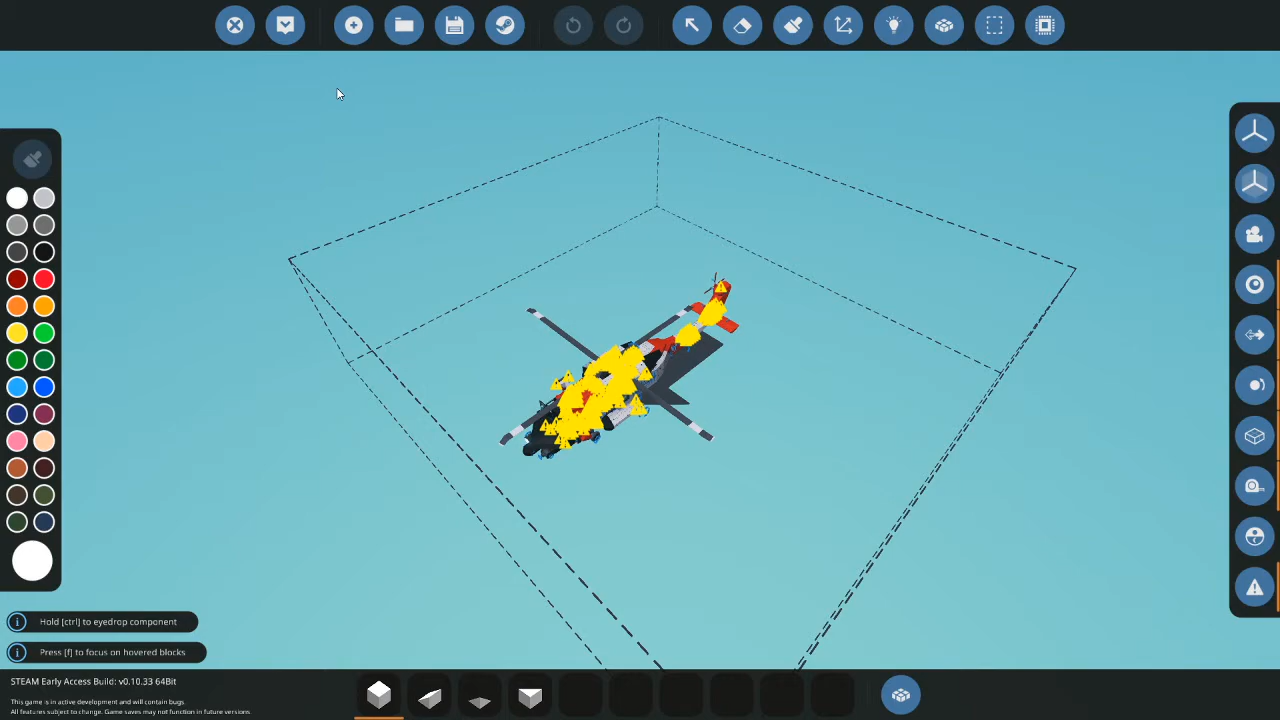 Hold [ctrl] to eyedrop component
Press [f] to focus on hovered blocks
STEAM Early Access Build: v0.10.33 64Bit
This game is in active development and will contain bugs.
All features subject to change. Game saves may not function in future versions.